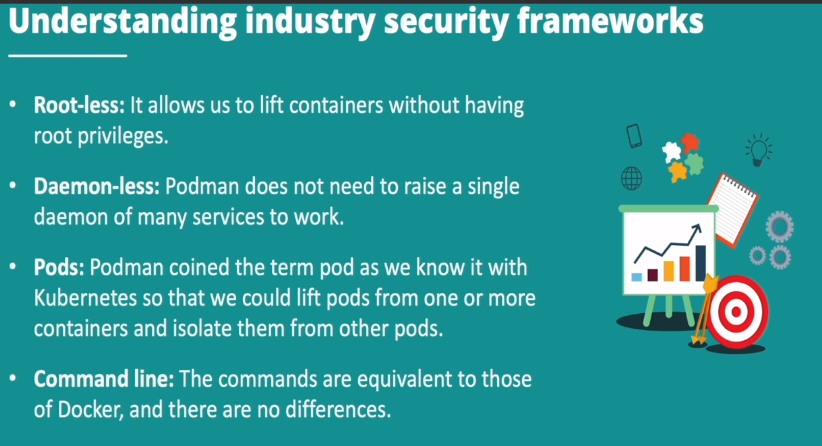 Understanding industry security frameworks
• Root-less: It allows us to lift containers without having
root privileges.
• Daemon-less: Podman does not need to raise a single
daemon of many services to work.
• Pods: Podman coined the term pod as we know it with
Kubernetes so that we could lift pods from one or more
containers and isolate them from other pods.
• Command line: The commands are equivalent to those
of Docker, and there are no differences.